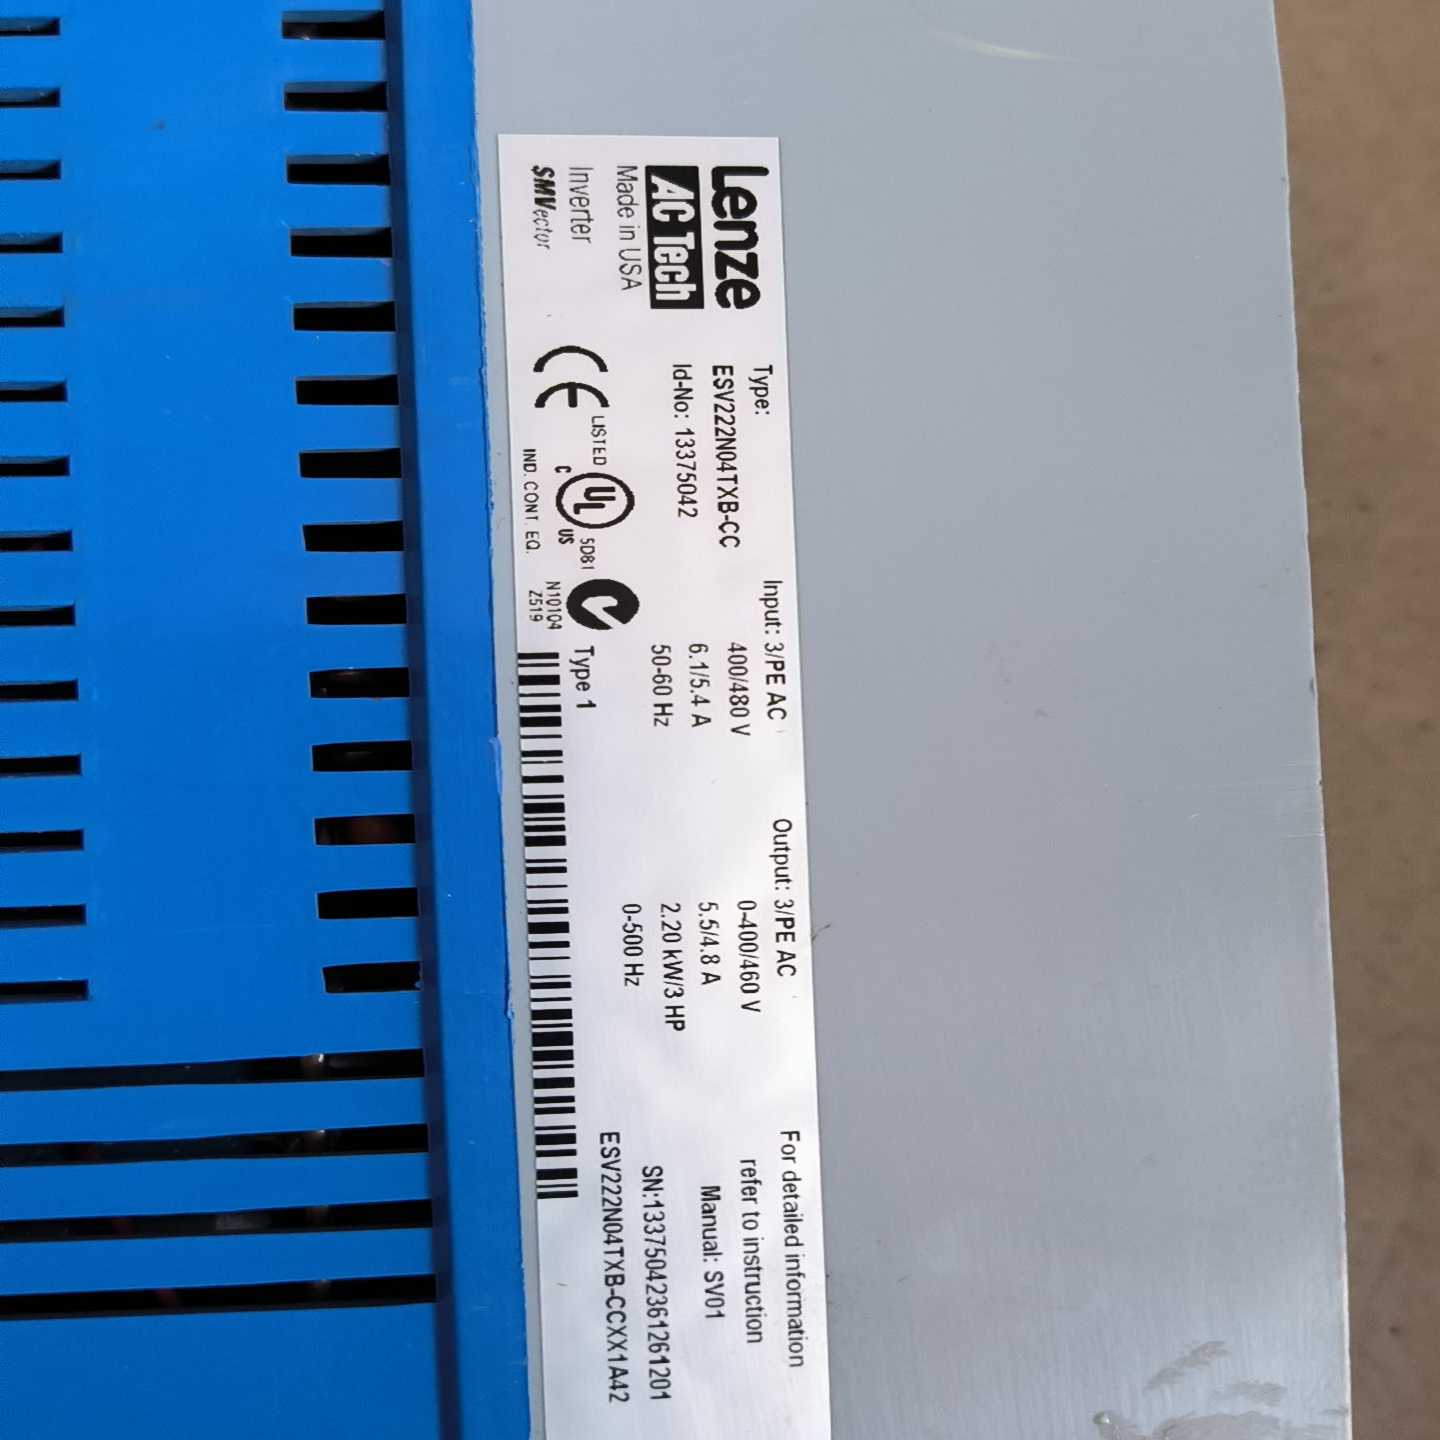 Lenze
AC Tech
Made in USA
Inverter
SMVector
Type:
ESV222N04TXB-CC
Id-No: 13375042
CE
LISTED
C UL US
5D81
IND. CONT. EQ.
N10104
Z519
Type 1
Input: 3/PE AC
400/480 V
6.1/5.4 A
50-60 Hz
Output: 3/PE AC
0-400/460 V
5.5/4.8 A
2.20 kW/3 HP
0-500 Hz
For detailed information
refer to instruction
Manual: SV01
SN:13375042361261201
ESV222N04TXB-CCXX1A42